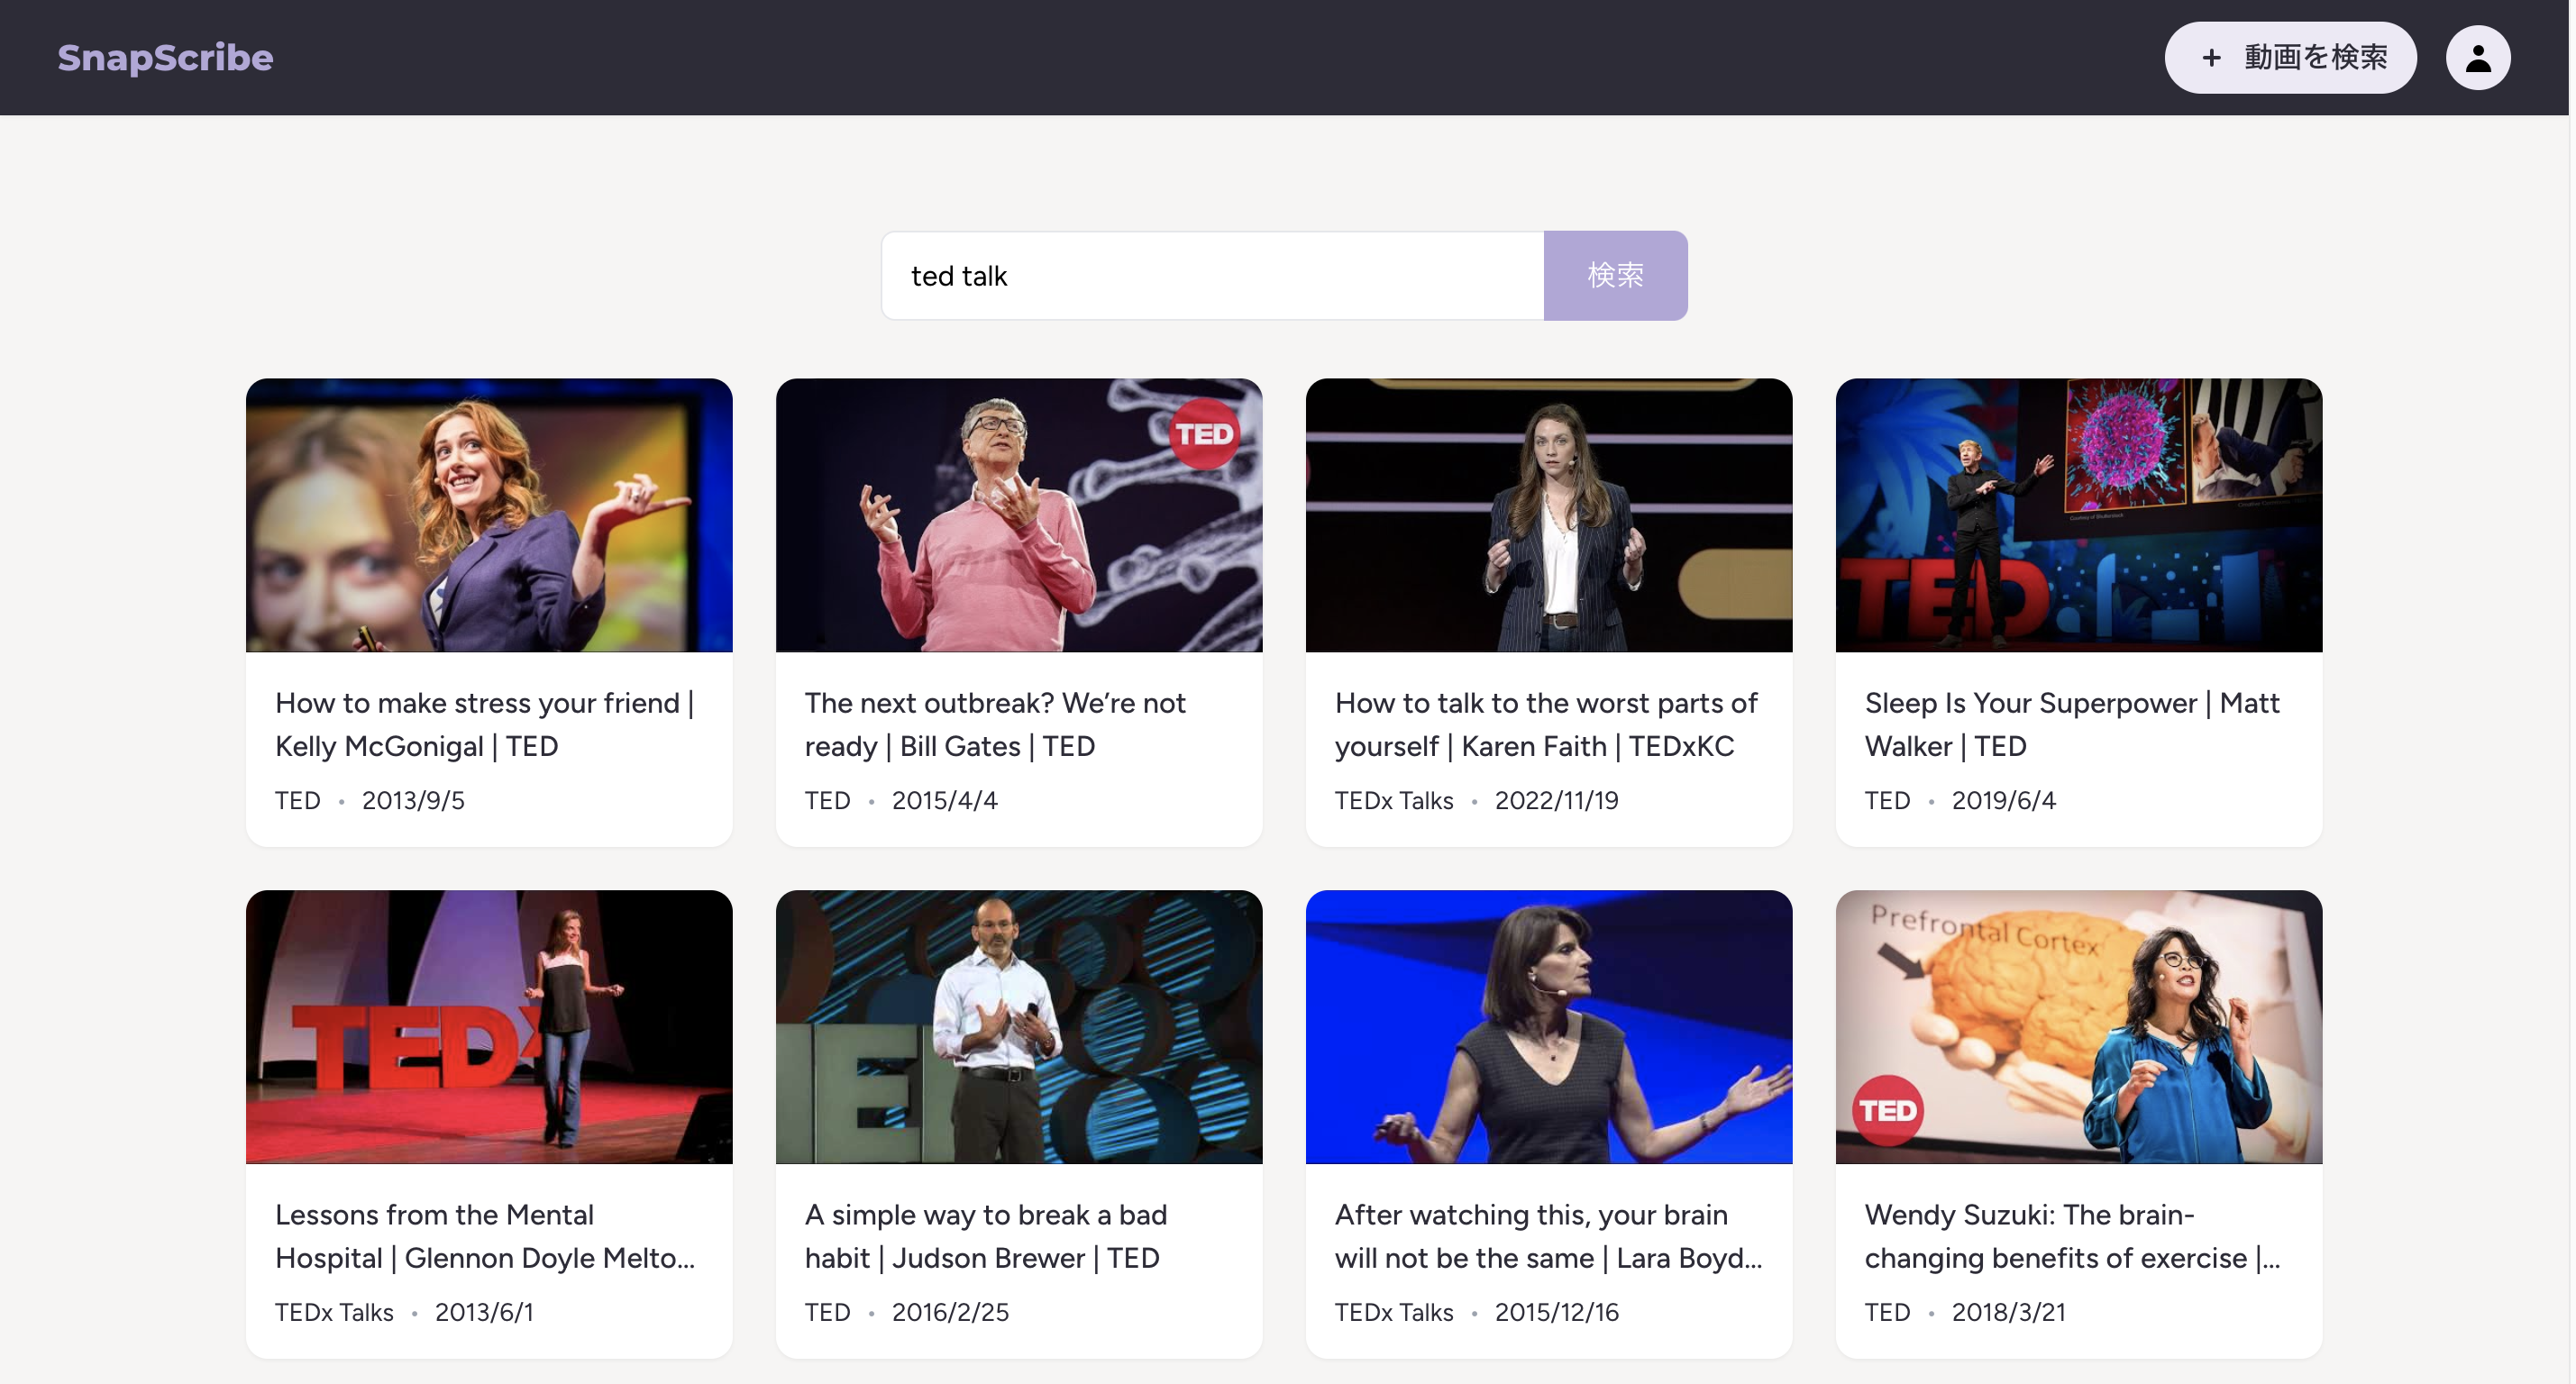 SnapScribe
+ 動画を検索
ted talk
検索
TED
TED
How to make stress your friend |
Kelly McGonigal | TED
TED • 2013/9/5
The next outbreak? We’re not
ready | Bill Gates | TED
TED • 2015/4/4
How to talk to the worst parts of
yourself | Karen Faith | TEDxKC
TEDx Talks • 2022/11/19
Sleep Is Your Superpower | Matt
Walker | TED
TED • 2019/6/4
TEDx
TE
Prefrontal Cortex
TED
Lessons from the Mental
Hospital | Glennon Doyle Melto...
TEDx Talks • 2013/6/1
A simple way to break a bad
habit | Judson Brewer | TED
TED • 2016/2/25
After watching this, your brain
will not be the same | Lara Boyd...
TEDx Talks • 2015/12/16
Wendy Suzuki: The brain-
changing benefits of exercise |...
TED • 2018/3/21